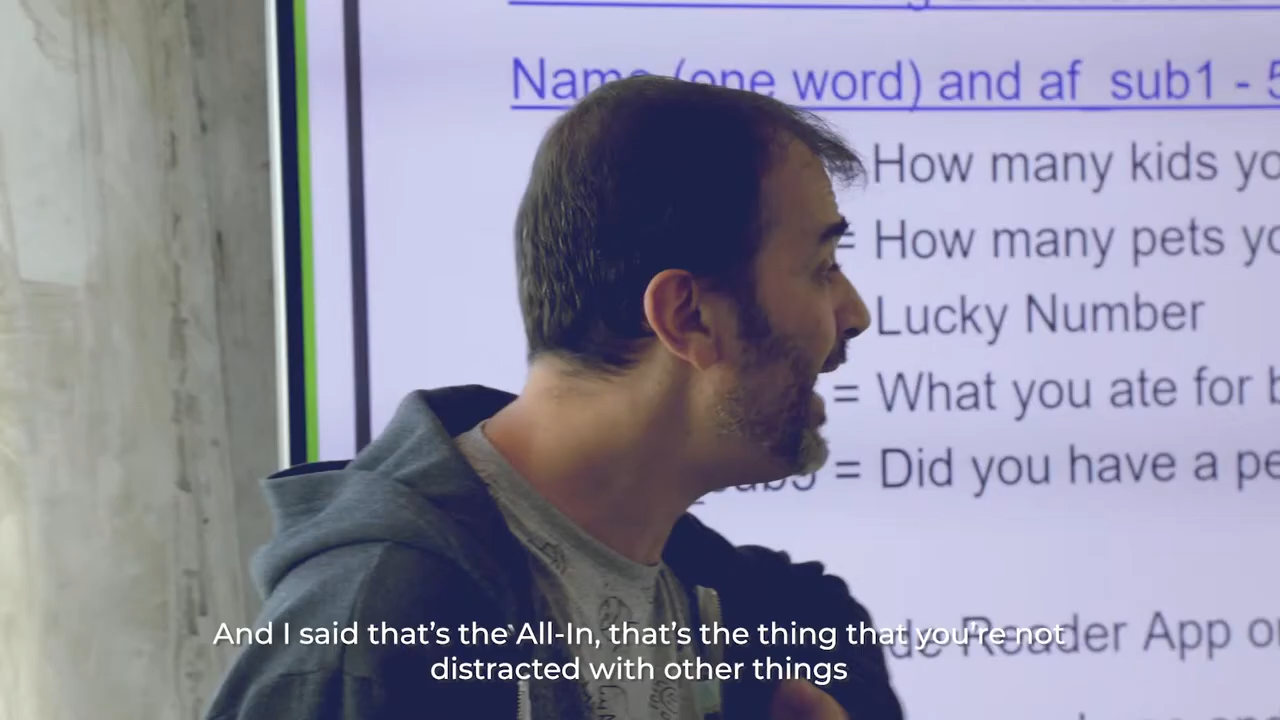 Name (one word) and af_sub1 - 5
How many kids yo
= How many pets yo
Lucky Number
= What you ate for b
sub5 = Did you have a pe
Reader App o
And I said that's the All-In, that's the thing that you're not
distracted with other things